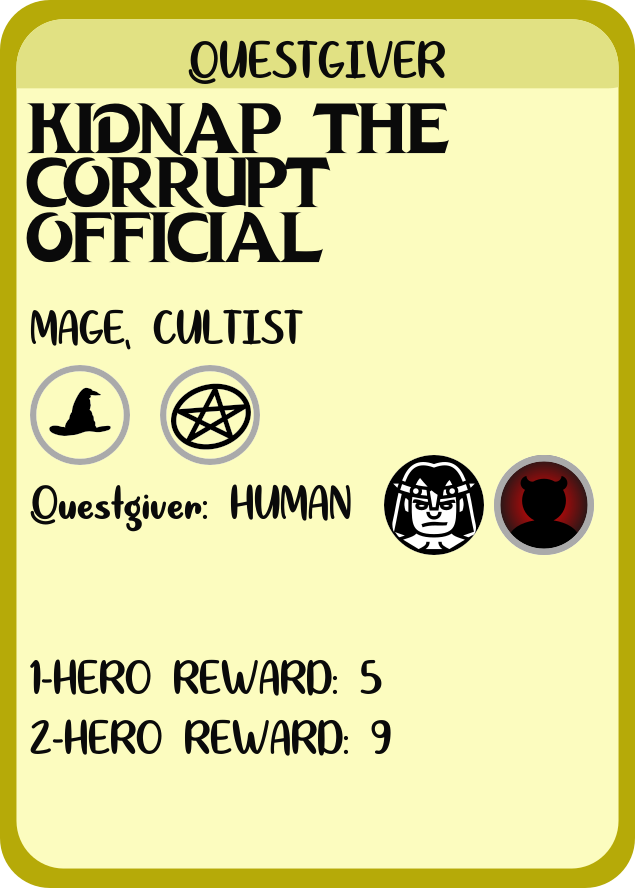 QUESTGIVER
KIDNAP THE
CORRUPT
OFFICIAL
MAGE, CULTIST
Questgiver: HUMAN
1-HERO REWARD: 5
2-HERO REWARD: 9